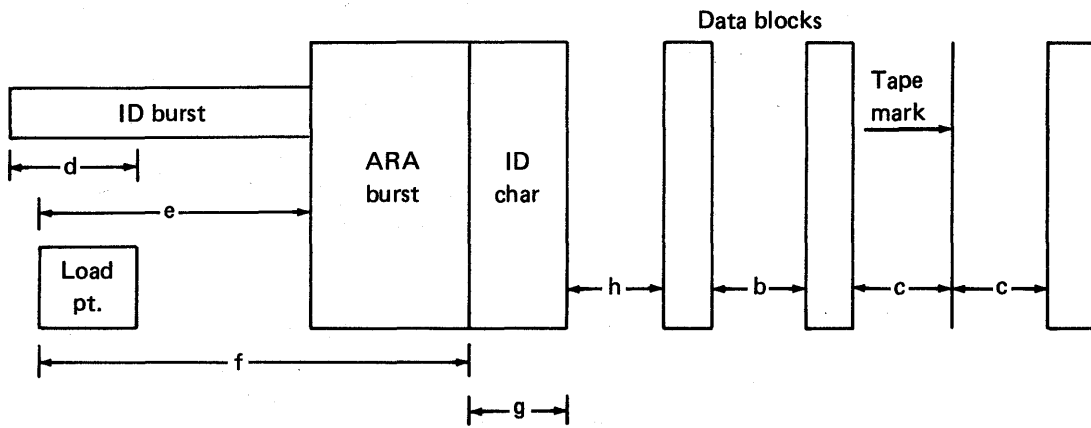 Data blocks
ID burst
Tape
mark
ARA
burst
ID
char
d
e
Load
pt.
h
b
c
c
f
g